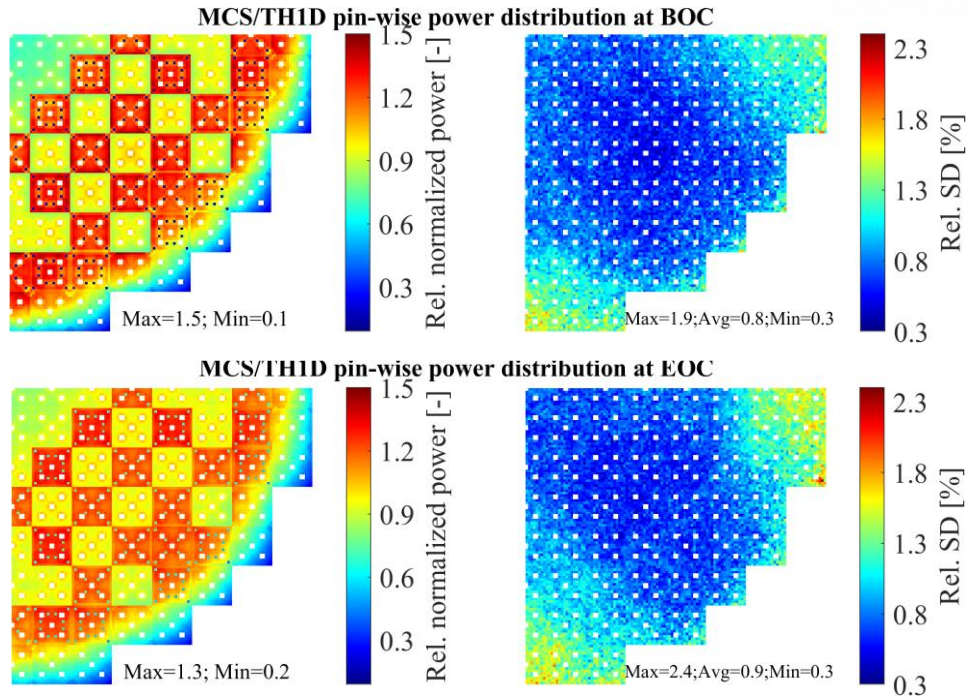 MCS/TH1D pin-wise power distribution at BOC
1.5
1.2
0.9
0.6
0.3
Rel. normalized power [-]
Max=1.5; Min=0.1
2.3
1.8
1.3
0.8
0.3
Rel. SD [%]
Max=1.9;Avg=0.8;Min=0.3
MCS/TH1D pin-wise power distribution at EOC
1.5
1.2
0.9
0.6
0.3
Rel. normalized power [-]
Max=1.3; Min=0.2
2.3
1.8
1.3
0.8
0.3
Rel. SD [%]
Max=2.4;Avg=0.9;Min=0.3